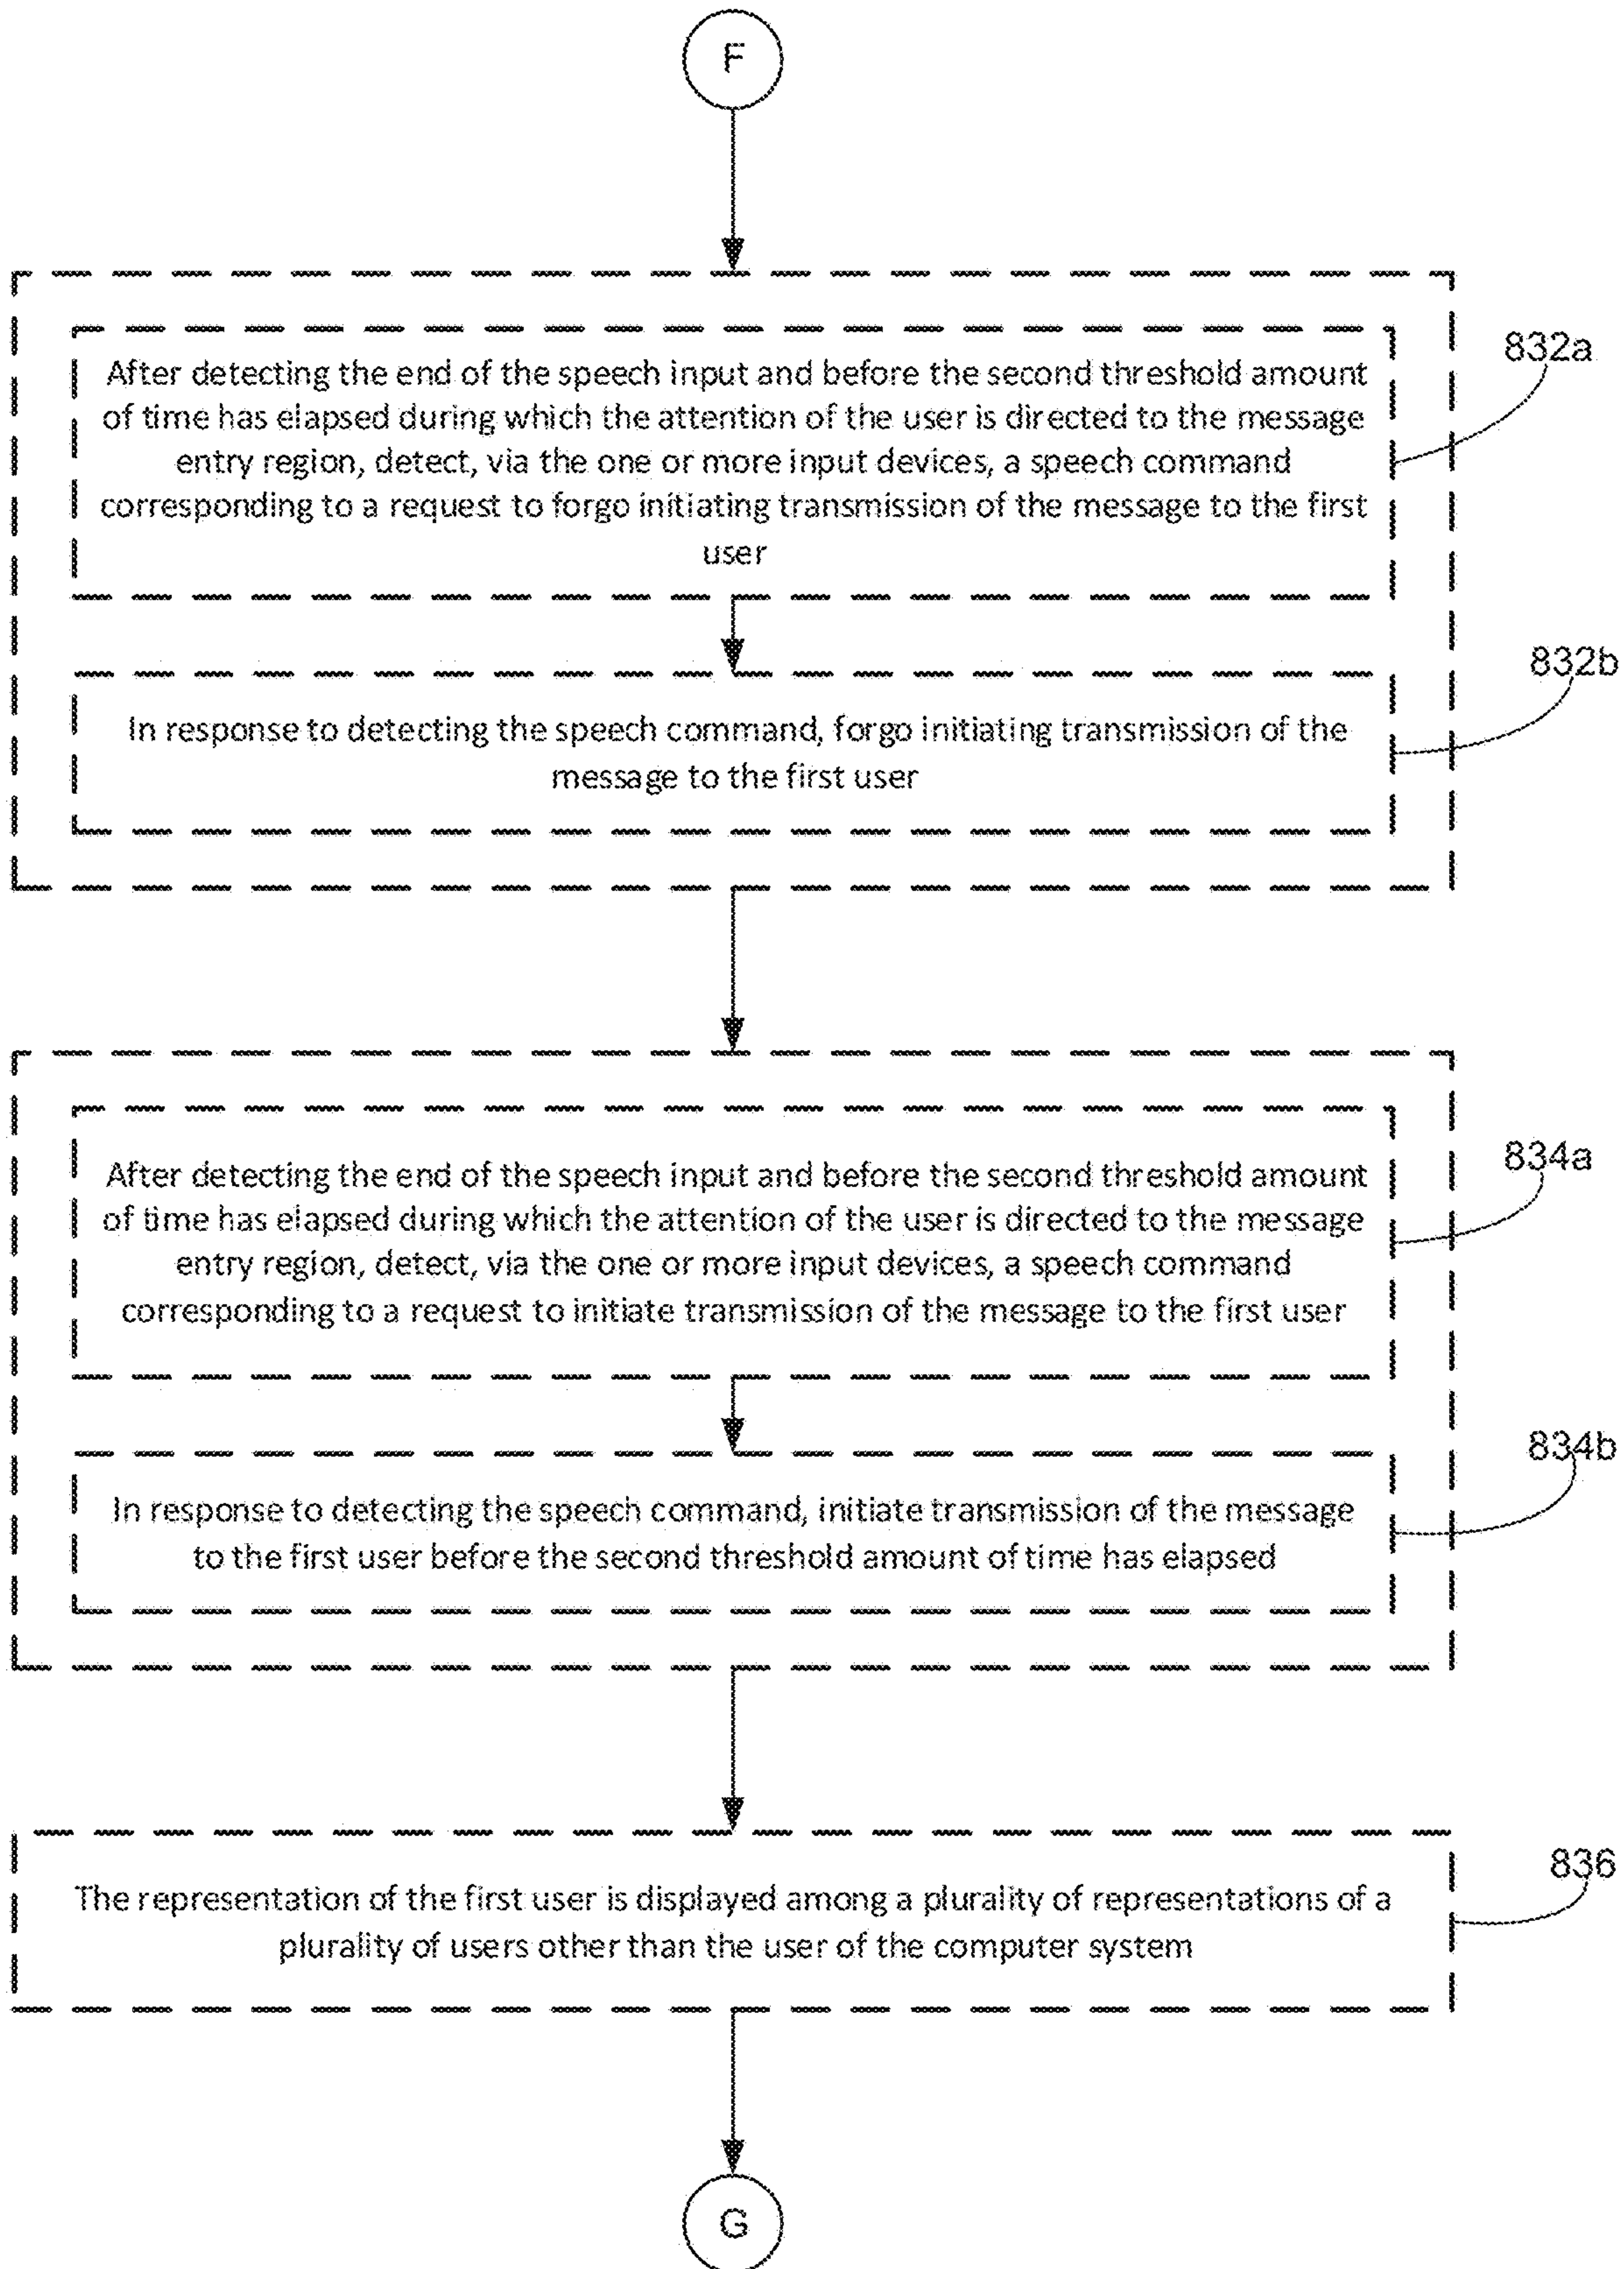 F
After detecting the end of the speech input and before the second threshold amount
of time has elapsed during which the attention of the user is directed to the message
entry region, detect, via the one or more input devices, a speech command
corresponding to a request to forgo initiating transmission of the message to the first
user
832a
In response to detecting the speech command, forgo initiating transmission of the
message to the first user
832b
After detecting the end of the speech input and before the second threshold amount
of time has elapsed during which the attention of the user is directed to the message
entry region, detect, via the one or more input devices, a speech command
corresponding to a request to initiate transmission of the message to the first user
834a
In response to detecting the speech command, initiate transmission of the message
to the first user before the second threshold amount of time has elapsed
834b
The representation of the first user is displayed among a plurality of representations of a
plurality of users other than the user of the computer system
836
G